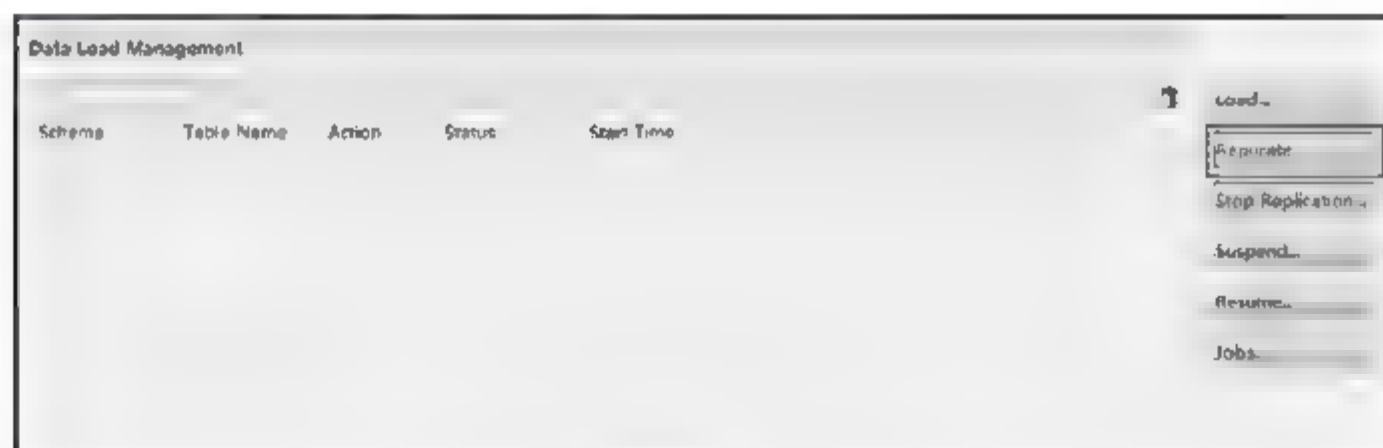 Data Load Management
Load...
Schema Table Name Action Status Start Time
Replicate
Stop Replication...
Suspend...
Resume...
Jobs...